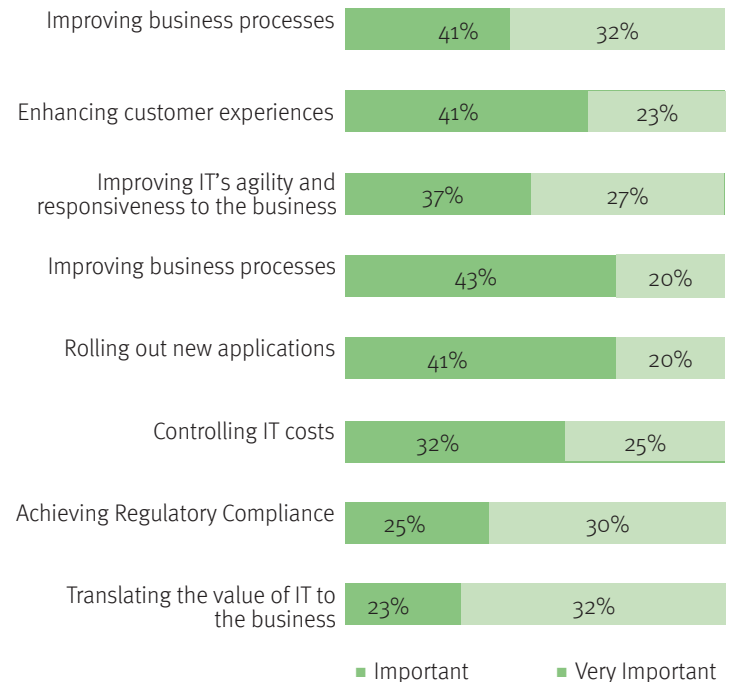 Improving business processes 41% 32%
Enhancing customer experiences 41% 23%
Improving IT’s agility and
responsiveness to the business 37% 27%
Improving business processes 43% 20%
Rolling out new applications 41% 20%
Controlling IT costs 32% 25%
Achieving Regulatory Compliance 25% 30%
Translating the value of IT to
the business 23% 32%
Important Very Important